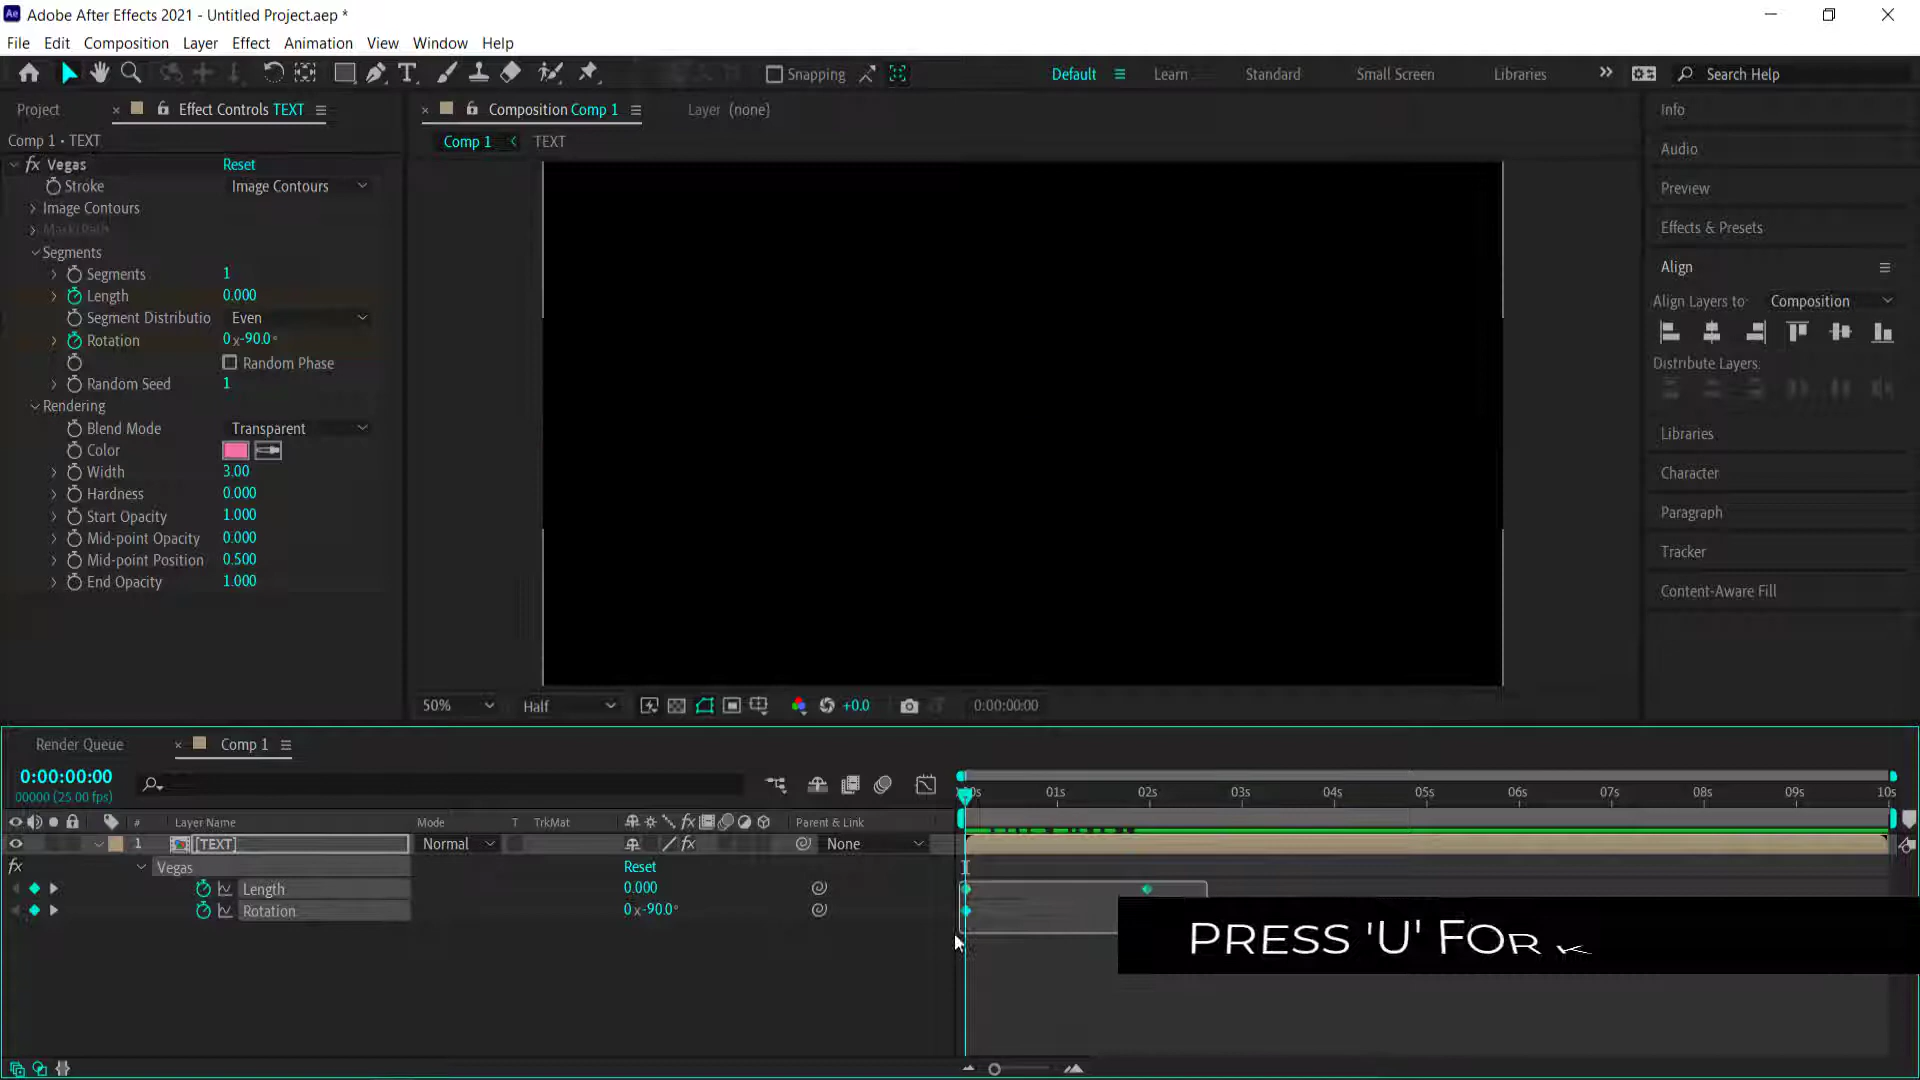 Adobe After Effects 2021 - Untitled Project.aep *
File Edit Composition Layer Effect Animation View Window Help
Snapping Default Learn Standard Small Screen Libraries Search Help
Project Effect Controls TEXT Composition Comp 1 Layer (none) Info
Comp 1 • TEXT Comp 1 TEXT
Audio
fx Vegas Reset
Stroke Image Contours Preview
Image Contours
Mask/Path Effects & Presets
Segments
Align
Segments 1
Length 0.000 Align Layers to: Composition
Segment Distributio Even
Rotation 0 x-90.0°
Random Phase Distribute Layers:
Random Seed 1
Rendering
Blend Mode Transparent Libraries
Color
Width 3.00 Character
Hardness 0.000
Start Opacity 1.000 Paragraph
Mid-point Opacity 0.000
Tracker
Mid-point Position 0.500
End Opacity 1.000 Content-Aware Fill
50% Half +0.0 0:00:00:00
Render Queue Comp 1
0:00:00:00
00000 (25.00 fps)
01s 02s 03s 04s 05s 06s 07s 08s 09s 10s
# Layer Name Mode T TrkMat fx Parent & Link
1 [TEXT] Normal fx None
fx Vegas Reset
Length 0.000
Rotation 0 x-90.0°
PRESS 'U' FOR K